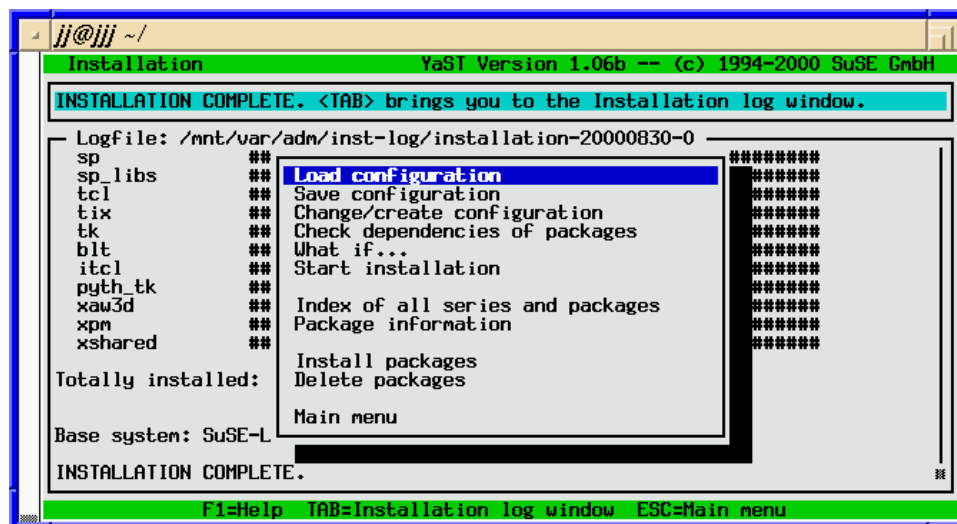 jj@jjj ~/
Installation YaST Version 1.06b -- (c) 1994-2000 SuSE GmbH
INSTALLATION COMPLETE. <TAB> brings you to the Installation log window.
Logfile: /mnt/var/adm/inst-log/installation-20000830-0
sp ## ########
sp_libs ## Load configuration ######
tcl ## Save configuration ######
tix ## Change/create configuration ######
tk ## Check dependencies of packages ######
blt ## What if... ######
itcl ## Start installation ######
pyth_tk ## ######
xaw3d ## Index of all series and packages ######
xpm ## Package information ######
xshared ## ######
Install packages
Totally installed: Delete packages
Main menu
Base system: SuSE-L
INSTALLATION COMPLETE.
F1=Help TAB=Installation log window ESC=Main menu